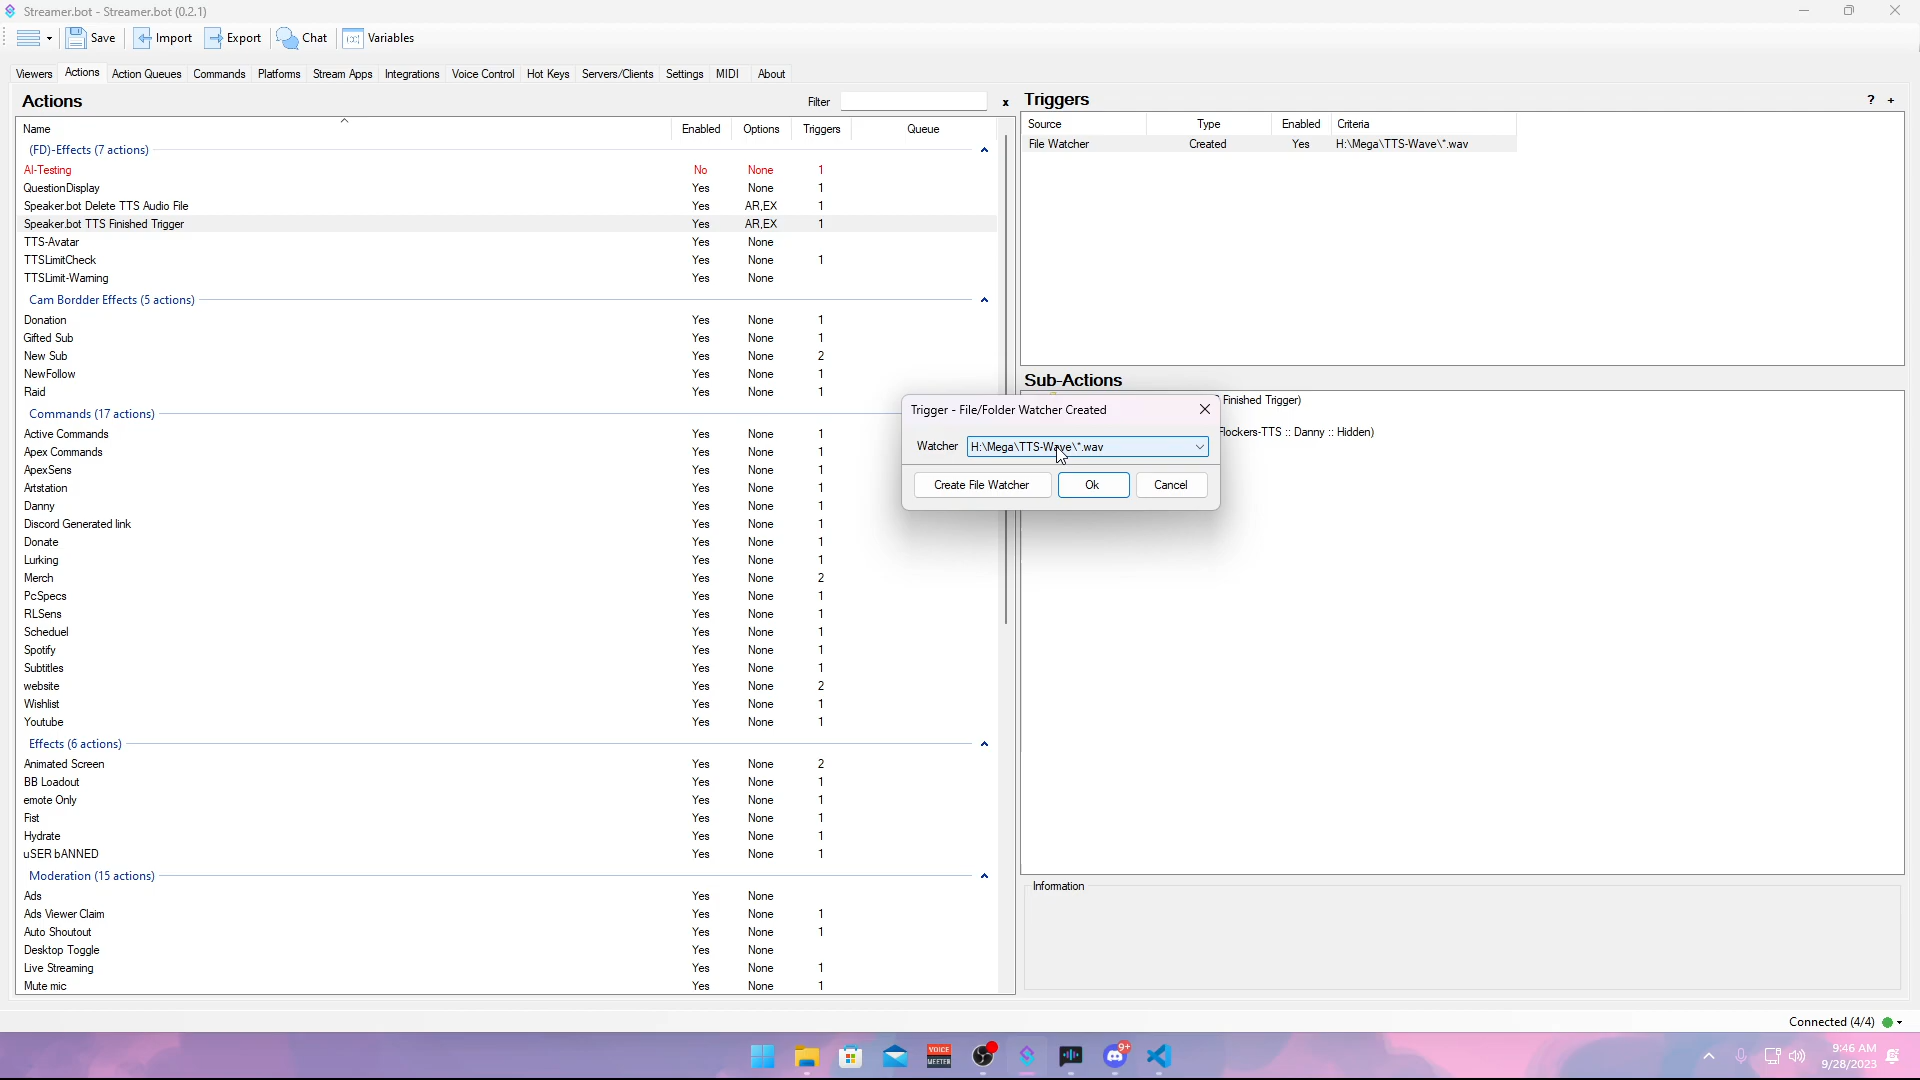 Streamer.bot - Streamer.bot (0.2.1)
Save Import Export Chat Variables
Viewers Actions Action Queues Commands Platforms Stream Apps Integrations Voice Control Hot Keys Servers/Clients Settings MIDI About
Actions Filter x
Name Enabled Options Triggers Queue
(FD)-Effects (7 actions)
AI-Testing No None 1
QuestionDisplay Yes None 1
Speaker.bot Delete TTS Audio File Yes AR,EX 1
Speaker.bot TTS Finished Trigger Yes AR,EX 1
TTS-Avatar Yes None
TTSLimitCheck Yes None 1
TTSLimit-Warning Yes None
Cam Bordder Effects (5 actions)
Donation Yes None 1
Gifted Sub Yes None 1
New Sub Yes None 2
NewFollow Yes None 1
Raid Yes None 1
Commands (17 actions)
Active Commands Yes None 1
Apex Commands Yes None 1
ApexSens Yes None 1
Artstation Yes None 1
Danny Yes None 1
Discord Generated link Yes None 1
Donate Yes None 1
Lurking Yes None 1
Merch Yes None 2
PcSpecs Yes None 1
RLSens Yes None 1
Scheduel Yes None 1
Spotify Yes None 1
Subtitles Yes None 1
website Yes None 2
Wishlist Yes None 1
Youtube Yes None 1
Effects (6 actions)
Animated Screen Yes None 2
BB Loadout Yes None 1
emote Only Yes None 1
Fist Yes None 1
Hydrate Yes None 1
uSER bANNED Yes None 1
Moderation (15 actions)
Ads Yes None
Ads Viewer Claim Yes None 1
Auto Shoutout Yes None 1
Desktop Toggle Yes None
Live Streaming Yes None 1
Mute mic Yes None 1
Triggers ? +
Source Type Enabled Criteria
File Watcher Created Yes H:\Mega\TTS-Wave\*.wav
Sub-Actions
Finished Trigger)
Flockers-TTS :: Danny :: Hidden)
Trigger - File/Folder Watcher Created
Watcher H:\Mega\TTS-Wave\*.wav
Create File Watcher Ok Cancel
Information
Connected (4/4)
VOICE
MEETER
9+
9:46 AM
9/28/2023